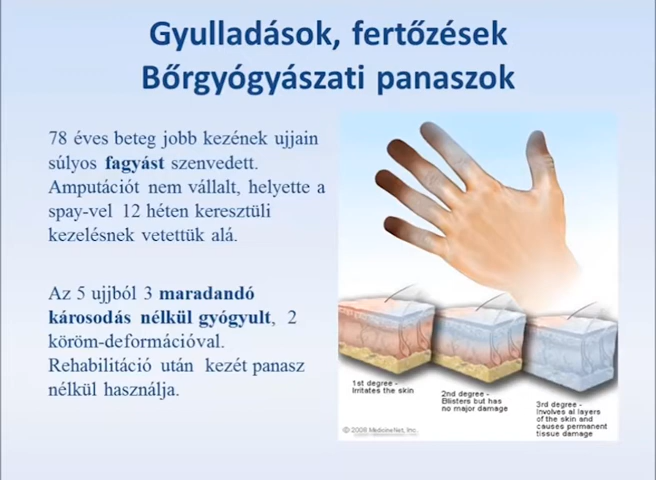 Gyulladások, fertőzések
Bőrgyógyászati panaszok
78 éves beteg jobb kezének ujjain
súlyos fagyást szenvedett.
Amputációt nem vállalt, helyette a
spay-vel 12 héten keresztüli
kezelésnek vetettük alá.
Az 5 ujjból 3 maradandó
károsodás nélkül gyógyult, 2
köröm-deformációval.
Rehabilitáció után kezét panasz
nélkül használja.
1st degree -
Irritates the skin
2nd degree -
Blisters but has
no major damage
3rd degree -
Involves al layers
of the skin and
causes permanent
tissue damage
© 2008 MedicineNet, Inc.